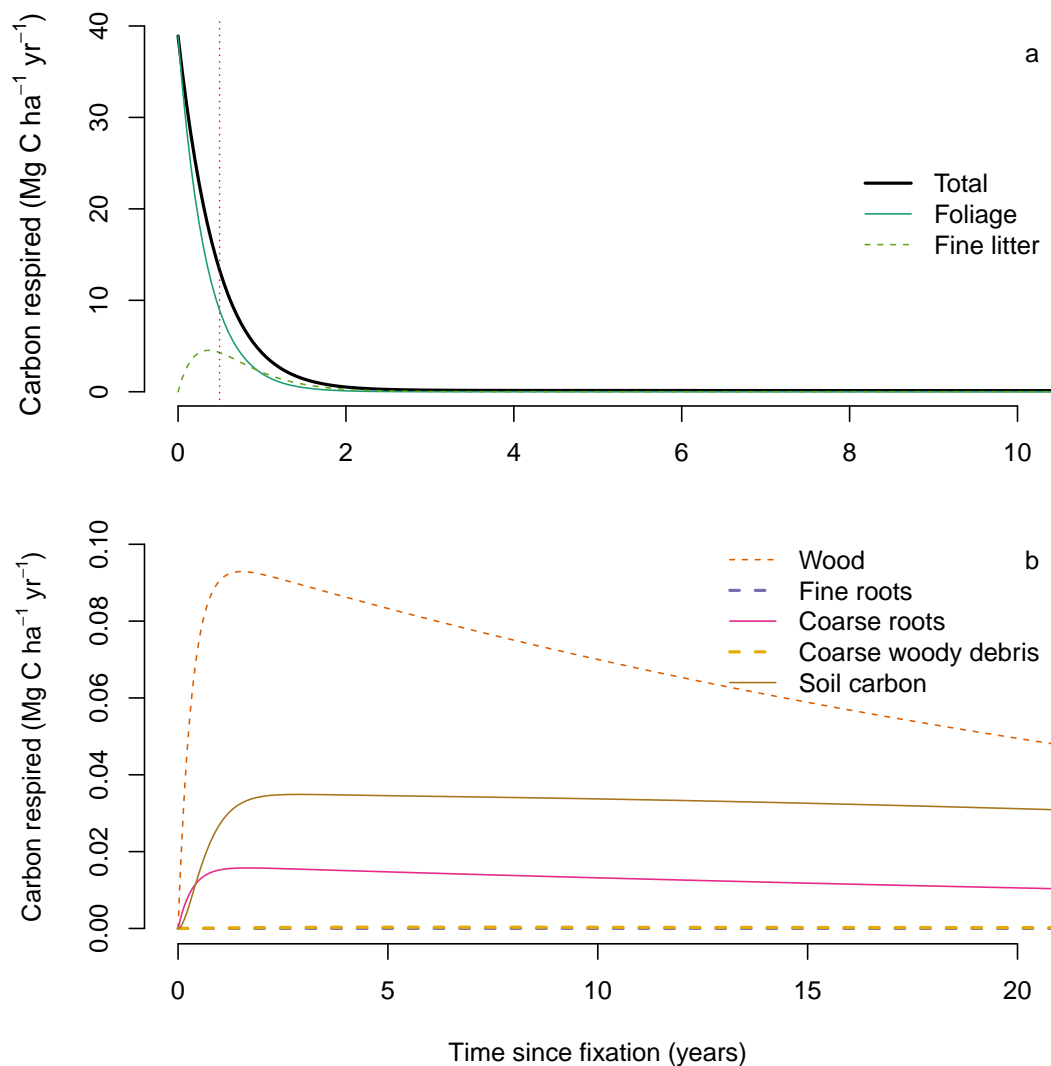 a
Carbon respired (Mg C ha⁻¹ yr⁻¹)
40
30
20
10
0
Total
Foliage
Fine litter
0 2 4 6 8 10
b
Carbon respired (Mg C ha⁻¹ yr⁻¹)
0.10
0.08
0.06
0.04
0.02
0.00
Wood
Fine roots
Coarse roots
Coarse woody debris
Soil carbon
0 5 10 15 20
Time since fixation (years)